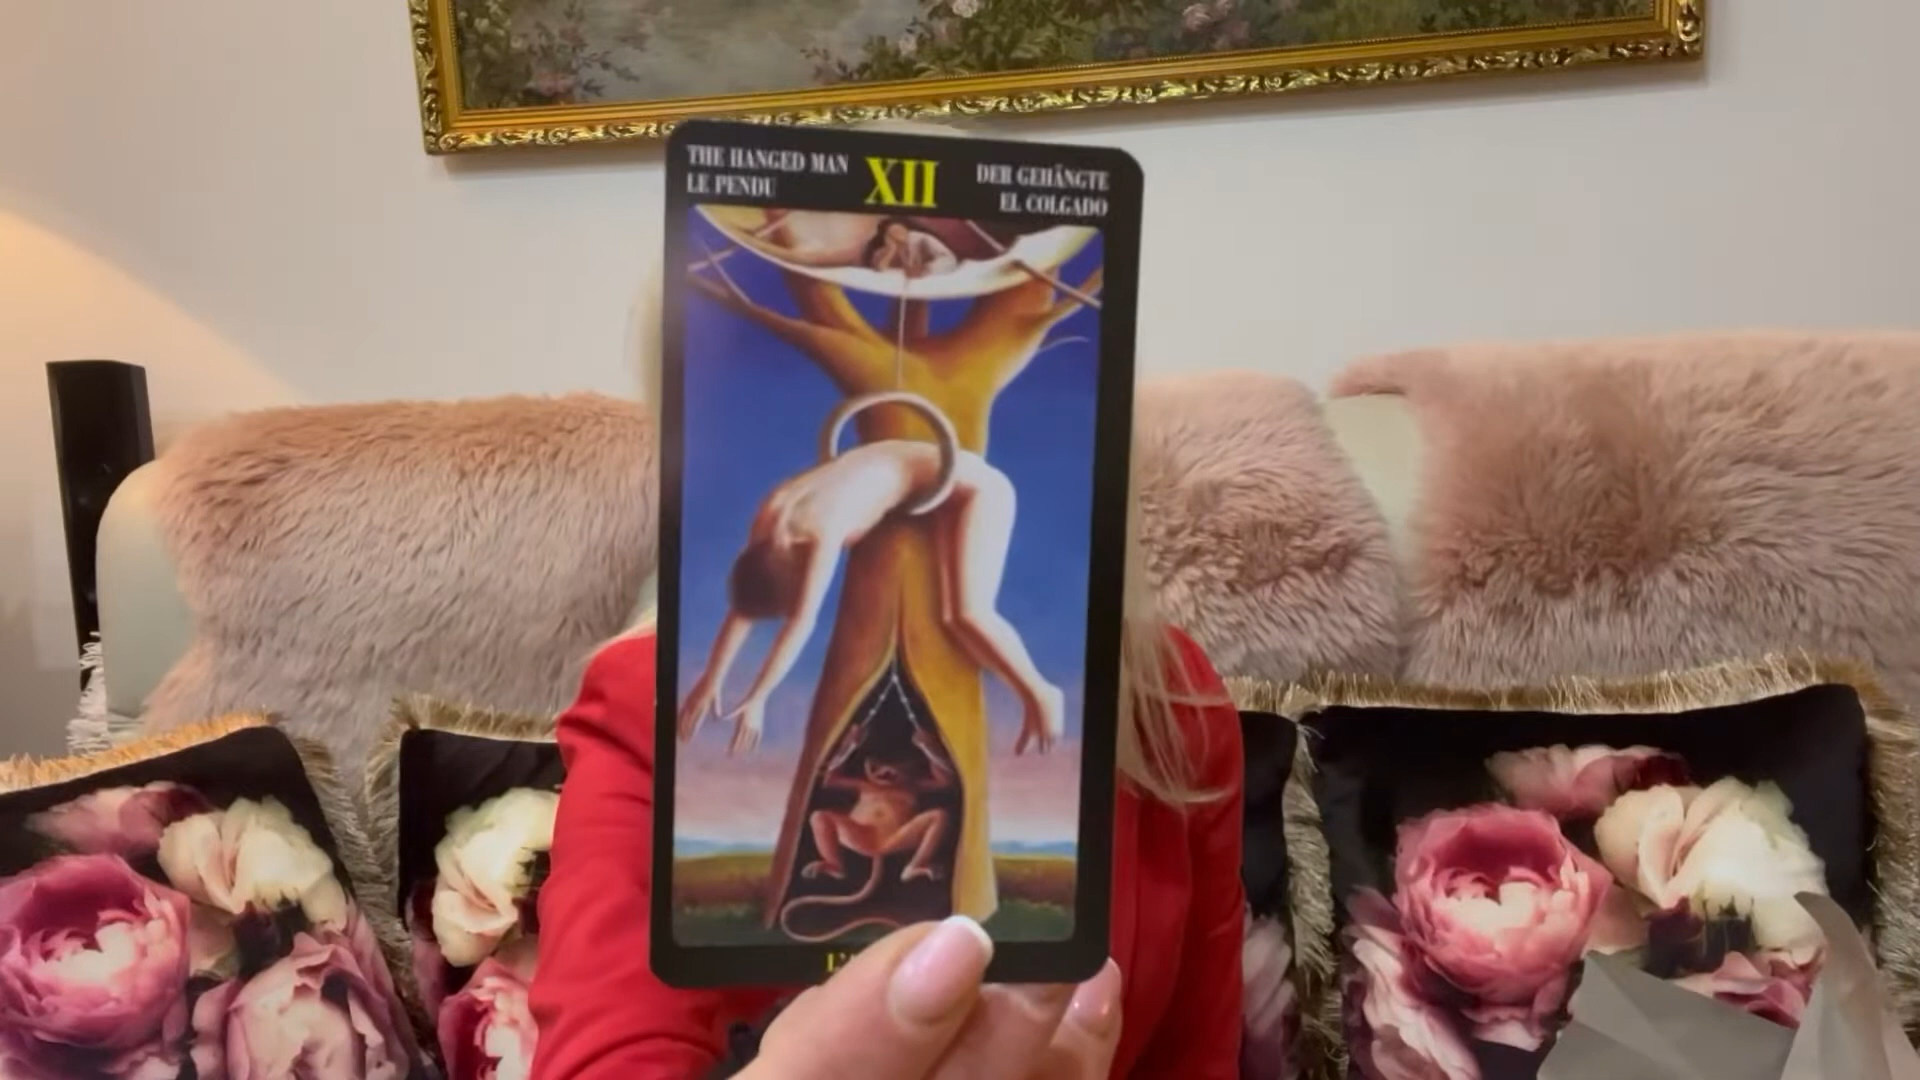 THE HANGED MAN
LE PENDU
XII
DER GEHÄNGTE
EL COLGADO